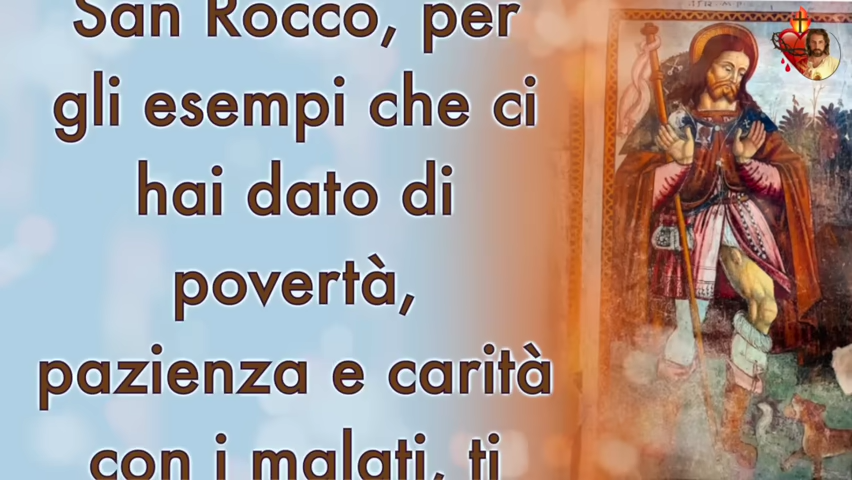 San Rocco, per
gli esempi che ci
hai dato di
povertà,
pazienza e carità
con i malati, ti